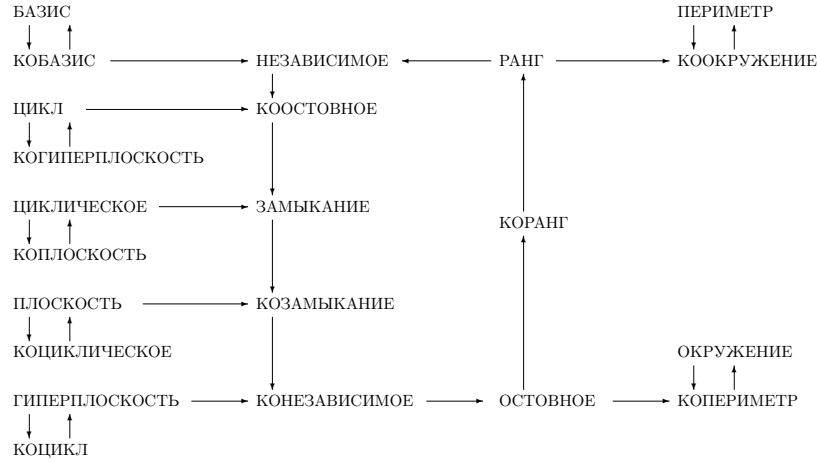 БАЗИС ПЕРИМЕТР
КОБАЗИС НЕЗАВИСИМОЕ РАНГ КООКРУЖЕНИЕ
ЦИКЛ КООСТОВНОЕ
КОГИПЕРПЛОСКОСТЬ
ЦИКЛИЧЕСКОЕ ЗАМЫКАНИЕ
КОРАНГ
КОПЛОСКОСТЬ
ПЛОСКОСТЬ КОЗАМЫКАНИЕ
КОЦИКЛИЧЕСКОЕ ОКРУЖЕНИЕ
ГИПЕРПЛОСКОСТЬ КОНЕЗАВИСИМОЕ ОСТОВНОЕ КОПЕРИМЕТР
КОЦИКЛ